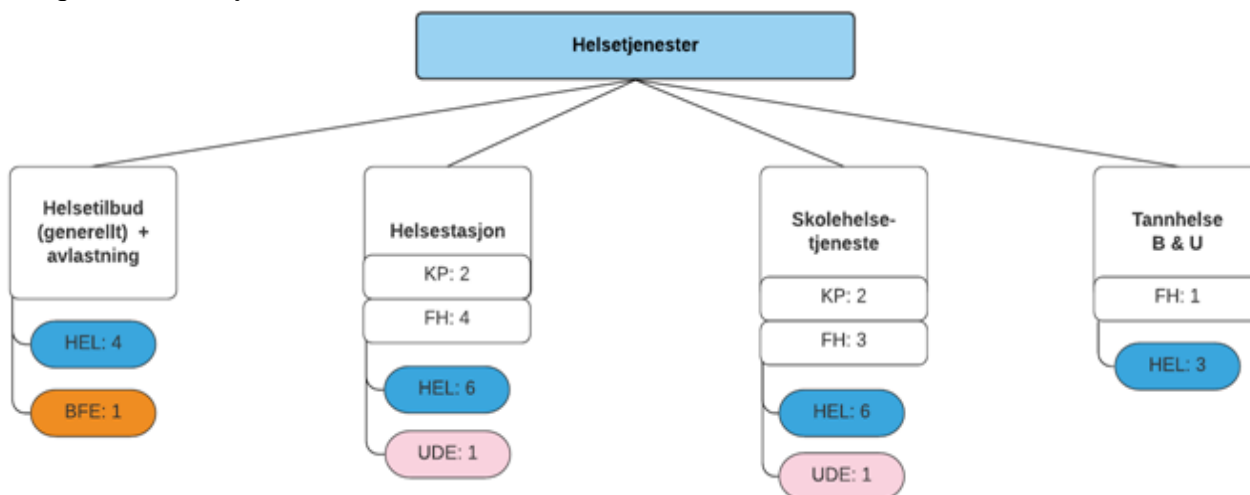 Helsetjenester
Helsetilbud
(generellt) +
avlastning
HEL: 4
BFE: 1
Helsestasjon
KP: 2
FH: 4
HEL: 6
UDE: 1
Skolehelse-
tjeneste
KP: 2
FH: 3
HEL: 6
UDE: 1
Tannhelse
B & U
FH: 1
HEL: 3